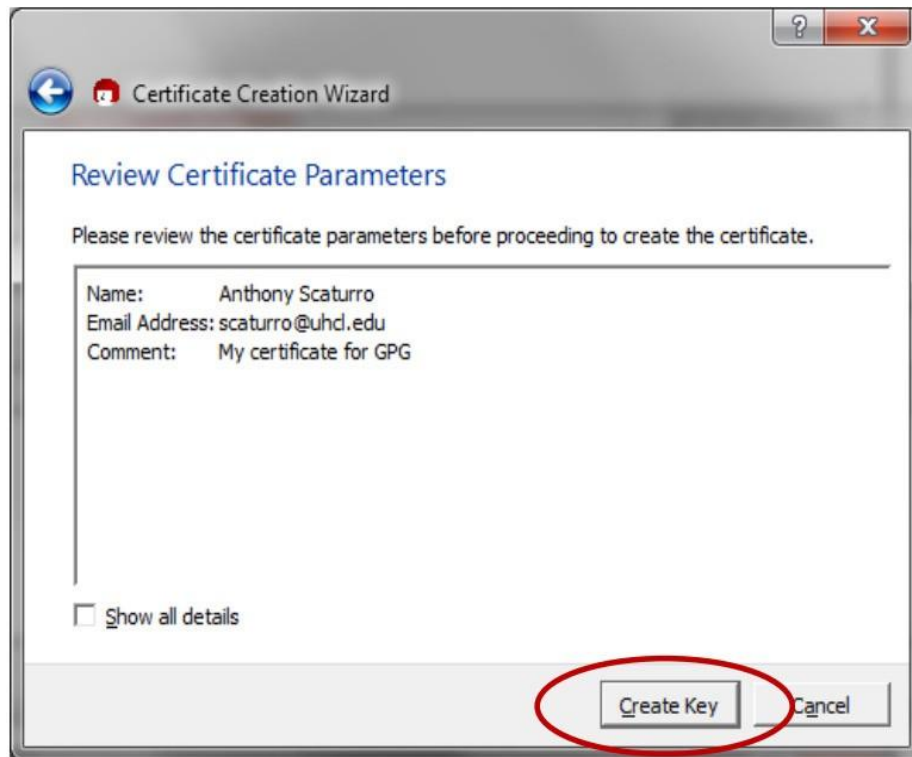 Certificate Creation Wizard
Review Certificate Parameters
Please review the certificate parameters before proceeding to create the certificate.
Name: Anthony Scaturro
Email Address: scaturro@uhcl.edu
Comment: My certificate for GPG
Show all details
Create Key Cancel